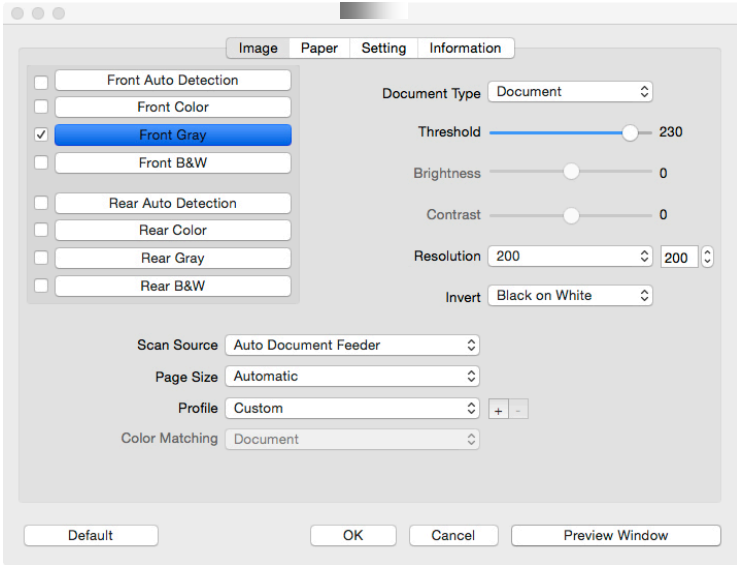 Image Paper Setting Information
Front Auto Detection
Front Color
Front Gray
Front B&W
Rear Auto Detection
Rear Color
Rear Gray
Rear B&W
Document Type Document
Threshold 230
Brightness 0
Contrast 0
Resolution 200 200
Invert Black on White
Scan Source Auto Document Feeder
Page Size Automatic
Profile Custom + -
Color Matching Document
Default OK Cancel Preview Window